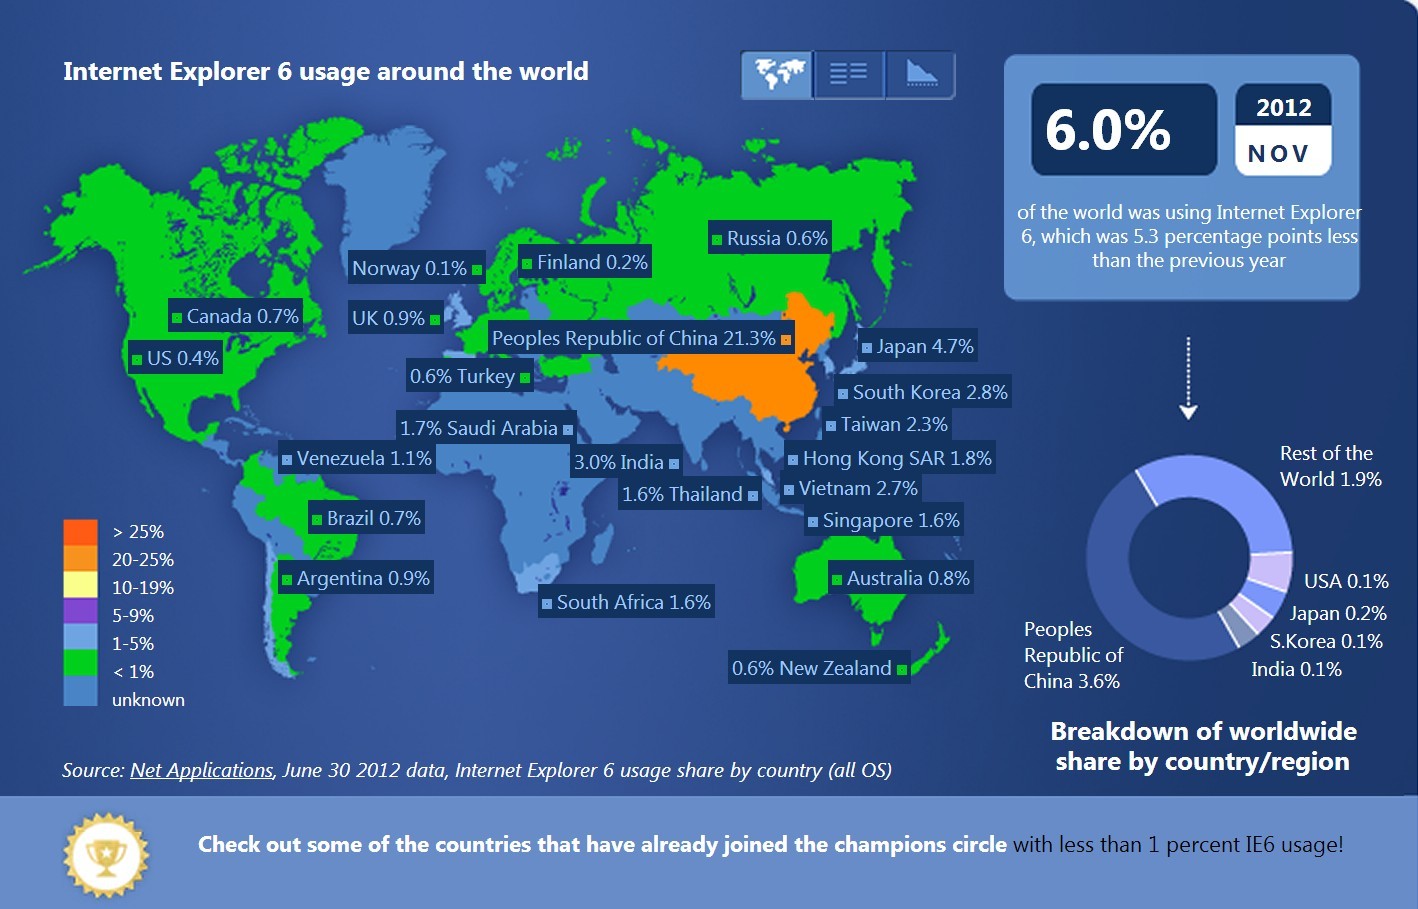 Internet Explorer 6 usage around the world
6.0%
2012
NOV
of the world was using Internet Explorer
6, which was 5.3 percentage points less
than the previous year
Russia 0.6%
Norway 0.1%
Finland 0.2%
Canada 0.7%
UK 0.9%
US 0.4%
Peoples Republic of China 21.3%
Japan 4.7%
0.6% Turkey
South Korea 2.8%
1.7% Saudi Arabia
Taiwan 2.3%
Venezuela 1.1%
3.0% India
Hong Kong SAR 1.8%
1.6% Thailand
Vietnam 2.7%
Brazil 0.7%
Singapore 1.6%
Argentina 0.9%
Australia 0.8%
South Africa 1.6%
0.6% New Zealand
> 25%
20-25%
10-19%
5-9%
1-5%
< 1%
unknown
Rest of the
World 1.9%
USA 0.1%
Japan 0.2%
S.Korea 0.1%
India 0.1%
Peoples
Republic of
China 3.6%
Breakdown of worldwide
share by country/region
Source: Net Applications, June 30 2012 data, Internet Explorer 6 usage share by country (all OS)
Check out some of the countries that have already joined the champions circle with less than 1 percent IE6 usage!